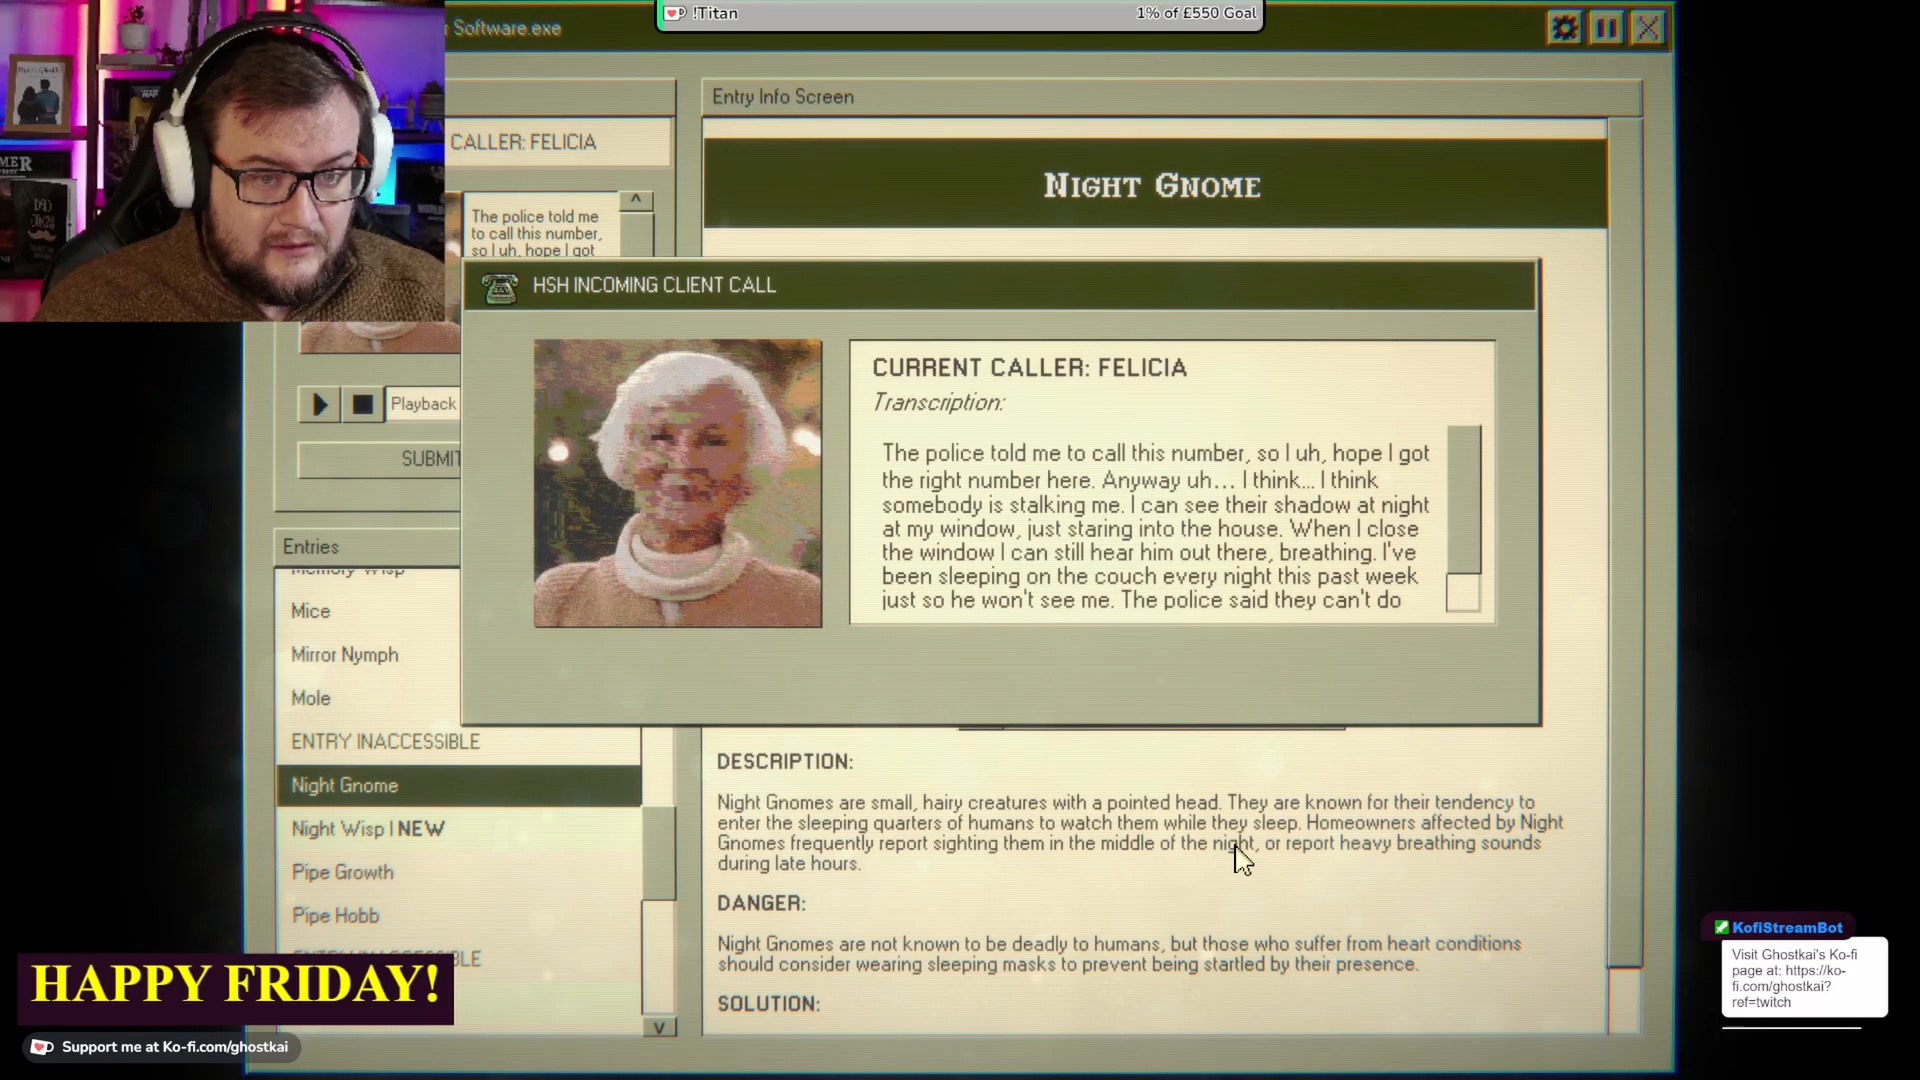 !Titan
1% of £550 Goal
r Software.exe
Entry Info Screen
CALLER: FELICIA
NIGHT GNOME
The police told me
to call this number,
so I uh, hope I got
HSH INCOMING CLIENT CALL
CURRENT CALLER: FELICIA
Transcription:
The police told me to call this number, so I uh, hope I got
the right number here. Anyway uh... I think... I think
somebody is stalking me. I can see their shadow at night
at my window, just staring into the house. When I close
the window I can still hear him out there, breathing. I've
been sleeping on the couch every night this past week
just so he won't see me. The police said they can't do
Playback
SUBMIT
Entries
Memory Wisp
Mice
Mirror Nymph
Mole
ENTRY INACCESSIBLE
Night Gnome
Night Wisp | NEW
Pipe Growth
Pipe Hobb
ENTRY INACCESSIBLE
DESCRIPTION:
Night Gnomes are small, hairy creatures with a pointed head. They are known for their tendency to
enter the sleeping quarters of humans to watch them while they sleep. Homeowners affected by Night
Gnomes frequently report sighting them in the middle of the night, or report heavy breathing sounds
during late hours.
DANGER:
Night Gnomes are not known to be deadly to humans, but those who suffer from heart conditions
should consider wearing sleeping masks to prevent being startled by their presence.
SOLUTION:
HAPPY FRIDAY!
Support me at Ko-fi.com/ghostkai
KofiStreamBot
Visit Ghostkai's Ko-fi
page at: https://ko-
fi.com/ghostkai?
ref=twitch